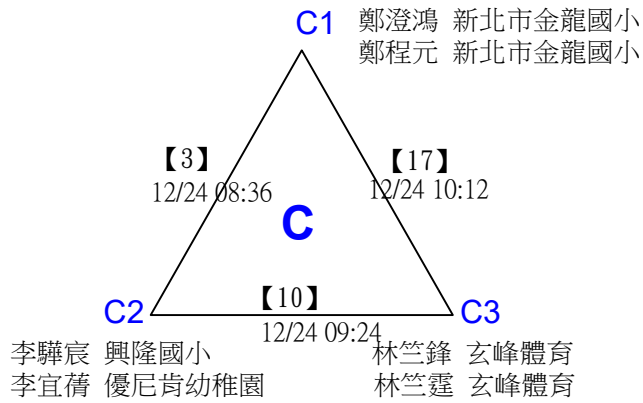 C1
鄭澄鴻 新北市金龍國小
鄭程元 新北市金龍國小
【3】
12/24 08:36
【17】
12/24 10:12
C
【10】
12/24 09:24
C2
李驊宸 興隆國小
李宜蒨 優尼肯幼稚園
C3
林竺鋒 玄峰體育
林竺霆 玄峰體育